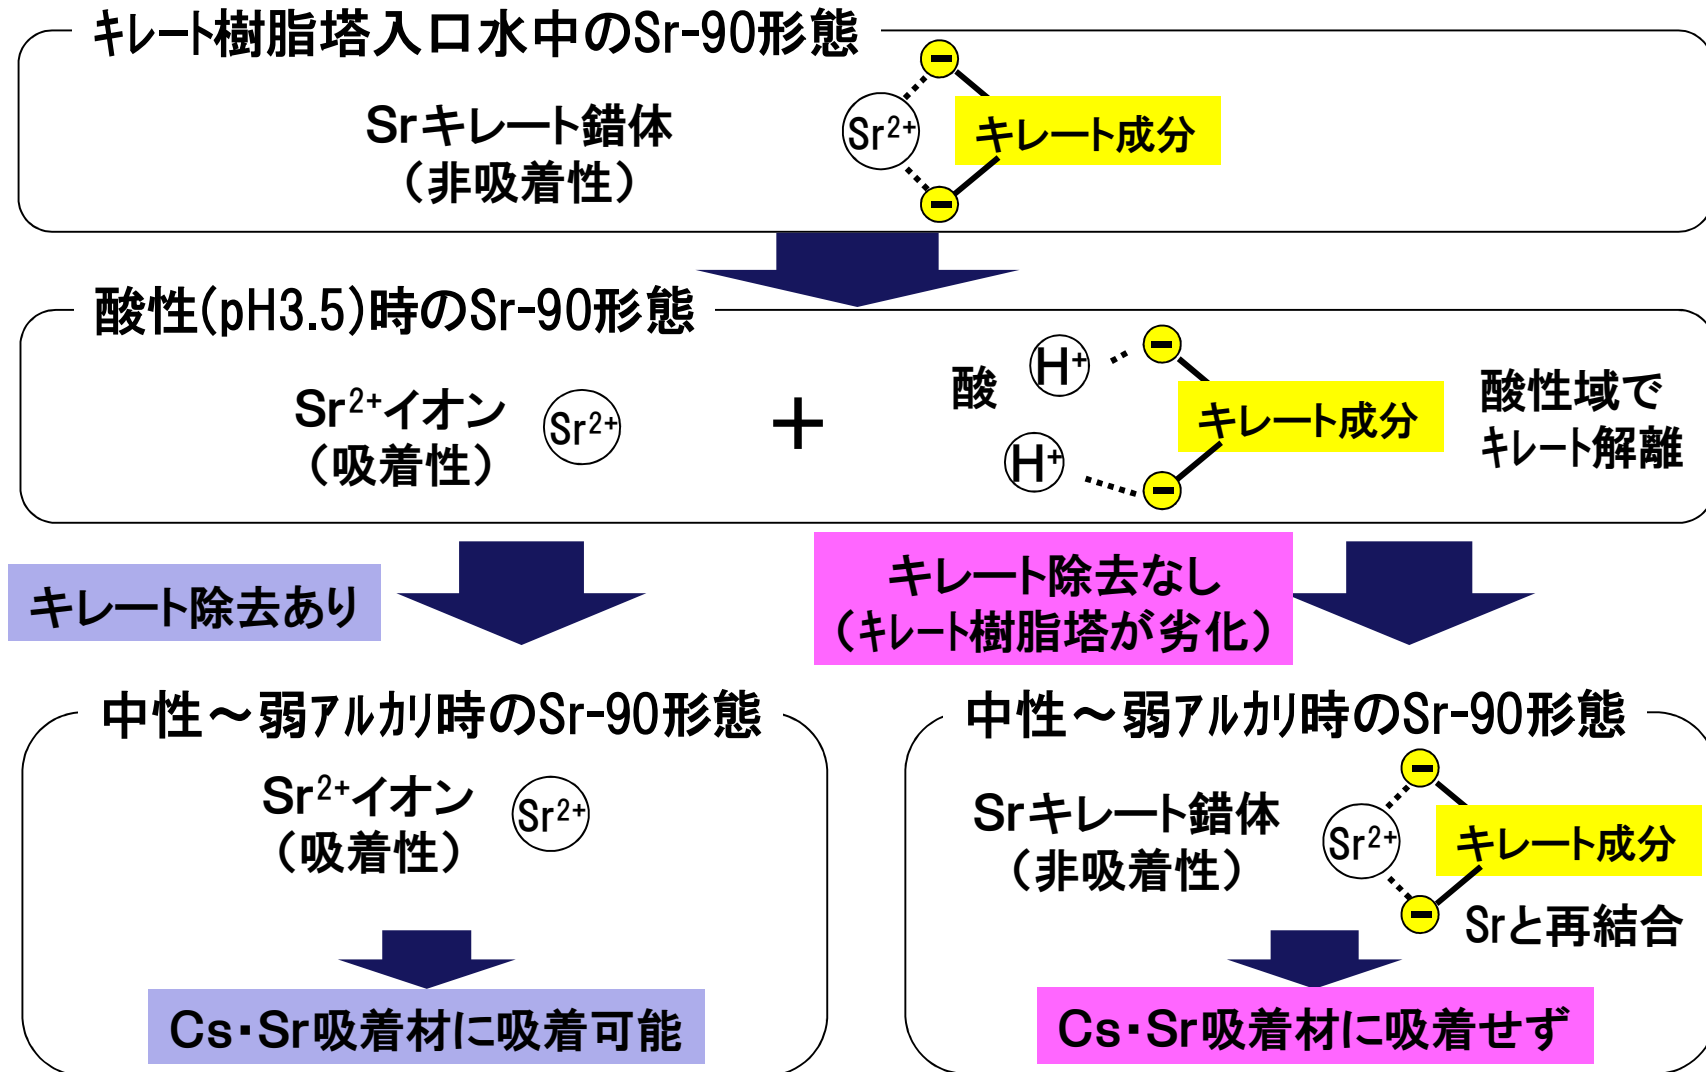 キレート樹脂塔入口水中のSr-90形態
Srキレート錯体
（非吸着性）
−
Sr2+
キレート成分
−
酸性(pH3.5)時のSr-90形態
Sr2+イオン
（吸着性）
Sr2+
＋
酸
H+
H+
−
キレート成分
−
酸性域で
キレート解離
キレート除去あり
キレート除去なし
（キレート樹脂塔が劣化）
中性～弱アルカリ時のSr-90形態
Sr2+イオン
（吸着性）
Sr2+
Cs・Sr吸着材に吸着可能
中性～弱アルカリ時のSr-90形態
Srキレート錯体
（非吸着性）
−
Sr2+
キレート成分
−
Srと再結合
Cs・Sr吸着材に吸着せず